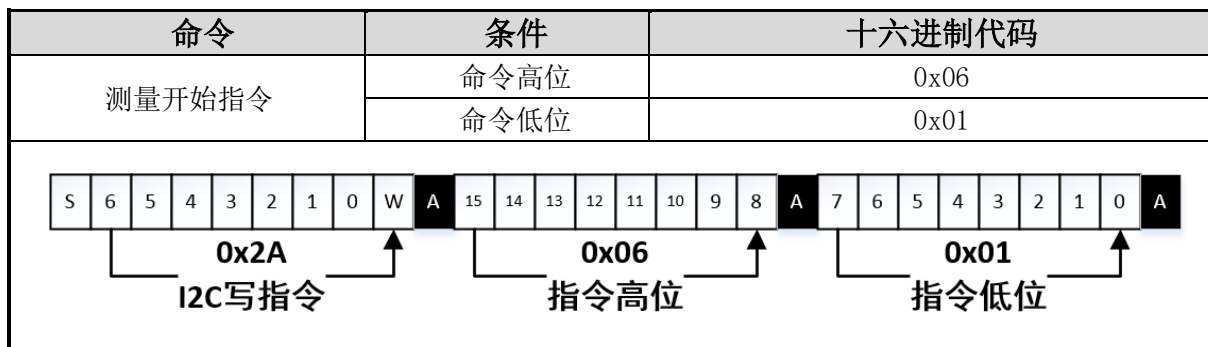 命令 条件 十六进制代码
测量开始指令 命令高位 0x06
命令低位 0x01
S 6 5 4 3 2 1 0 W A 15 14 13 12 11 10 9 8 A 7 6 5 4 3 2 1 0 A
0x2A 0x06 0x01
I2C写指令 指令高位 指令低位